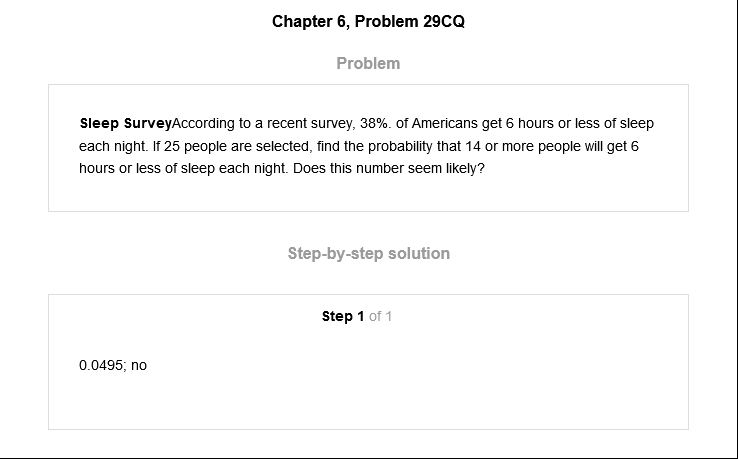 Chapter 6, Problem 29CQ
Problem
Sleep SurveyAccording to a recent survey, 38%. of Americans get 6 hours or less of sleep
each night. If 25 people are selected, find the probability that 14 or more people will get 6
hours or less of sleep each night. Does this number seem likely?
Step-by-step solution
Step 1 of 1
0.0495; no